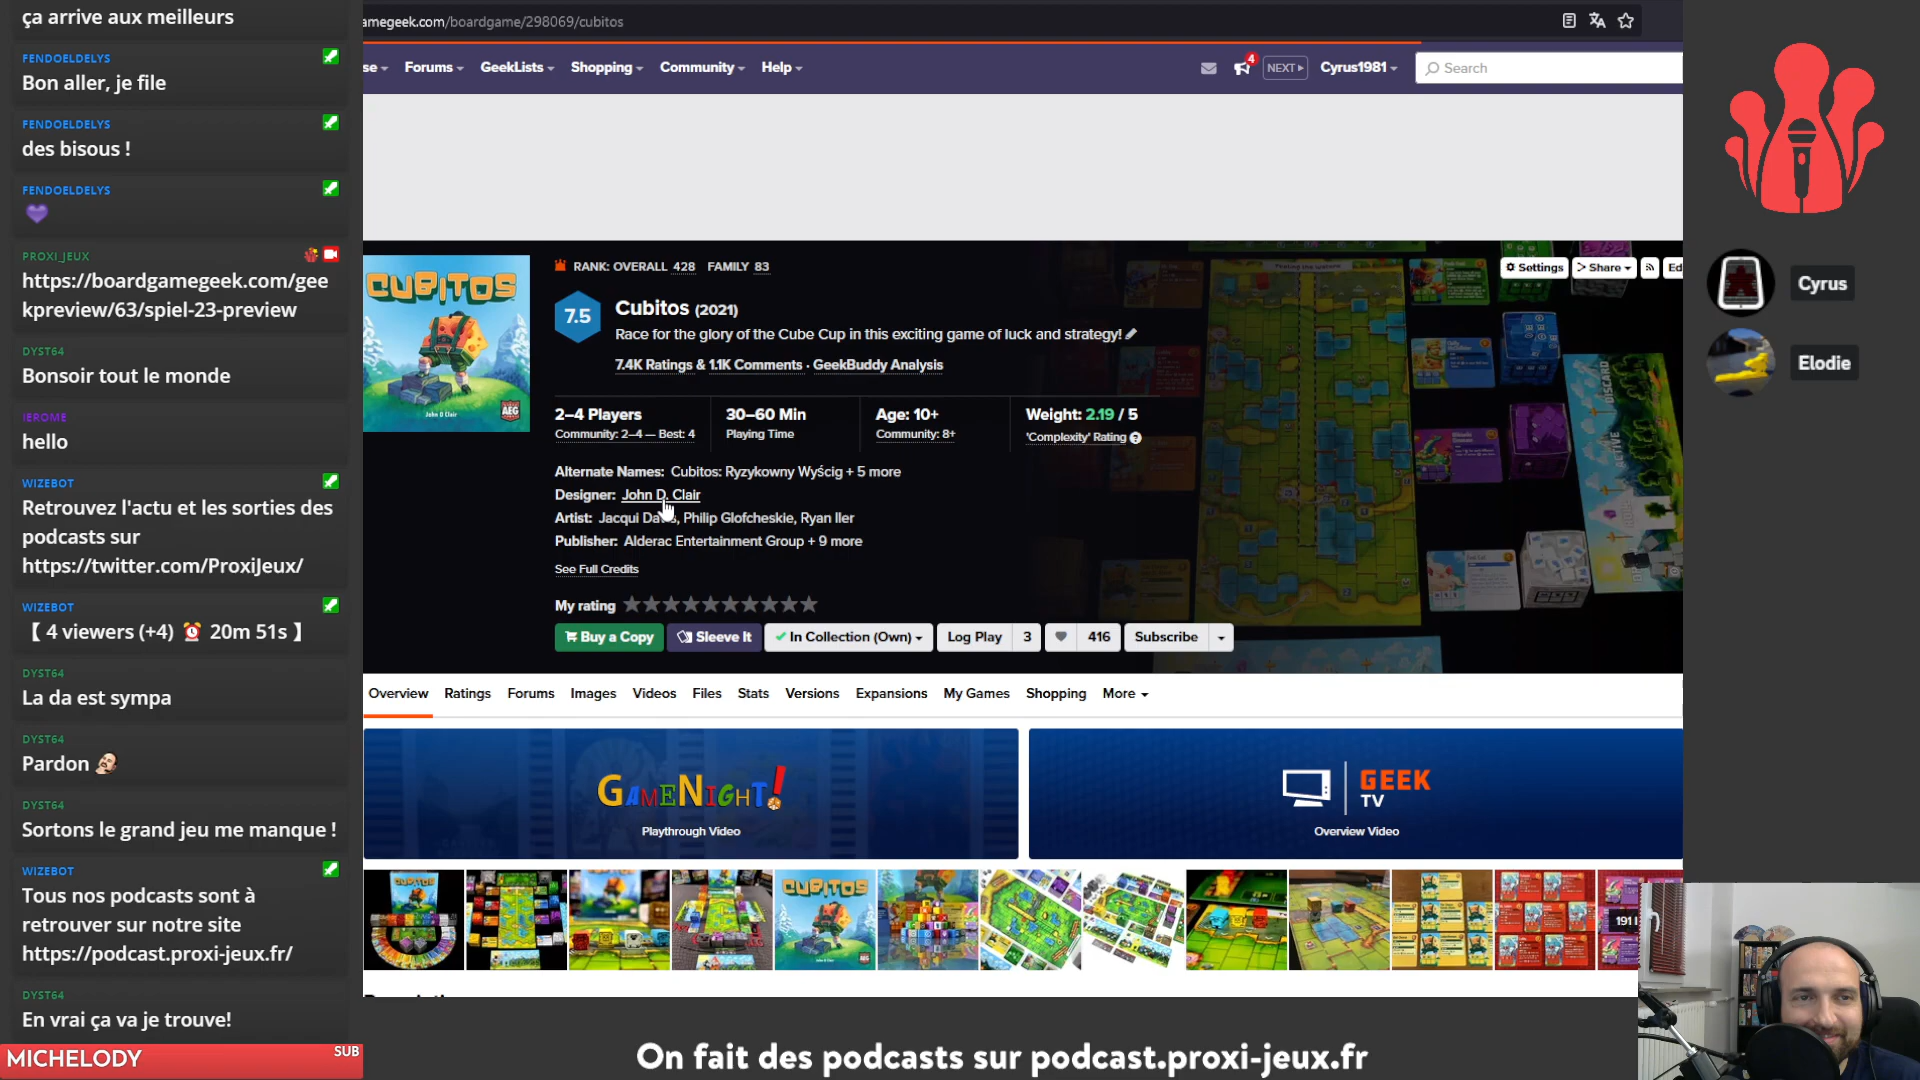 ça arrive aux meilleurs
FENDOELDELYS
Bon aller, je file
FENDOELDELYS
des bisous !
FENDOELDELYS
PROXI_JEUX
https://boardgamegeek.com/gee
kpreview/63/spiel-23-preview
DYST64
Bonsoir tout le monde
IEROME
hello
WIZEBOT
Retrouvez l'actu et les sorties des
podcasts sur
https://twitter.com/ProxiJeux/
WIZEBOT
【 4 viewers (+4) ⏰ 20m 51s 】
DYST64
La da est sympa
DYST64
Pardon
DYST64
Sortons le grand jeu me manque !
WIZEBOT
Tous nos podcasts sont à
retrouver sur notre site
https://podcast.proxi-jeux.fr/
DYST64
En vrai ça va je trouve!
MICHELODY
SUB
amegeek.com/boardgame/298069/cubitos
se Forums GeekLists Shopping Community Help
4 NEXT Cyrus1981 Search
CUBITOS
John D Clair
AEG
RANK: OVERALL 428 FAMILY 83
Settings Share Ed
7.5
Cubitos (2021)
Race for the glory of the Cube Cup in this exciting game of luck and strategy!
7.4K Ratings & 1.1K Comments · GeekBuddy Analysis
2–4 Players
Community: 2–4 — Best: 4
30–60 Min
Playing Time
Age: 10+
Community: 8+
Weight: 2.19 / 5
'Complexity' Rating
Alternate Names: Cubitos: Ryzykowny Wyścig + 5 more
Designer: John D. Clair
Artist: Jacqui Davis, Philip Glofcheskie, Ryan Iler
Publisher: Alderac Entertainment Group + 9 more
See Full Credits
My rating
Buy a Copy Sleeve It In Collection (Own) Log Play 3 416 Subscribe
ACTIVE
DISCARD
Overview Ratings Forums Images Videos Files Stats Versions Expansions My Games Shopping More
GAMENIGHT!
Playthrough Video
GEEK
TV
Overview Video
CUBITOS
191
Cyrus
Elodie
On fait des podcasts sur podcast.proxi-jeux.fr